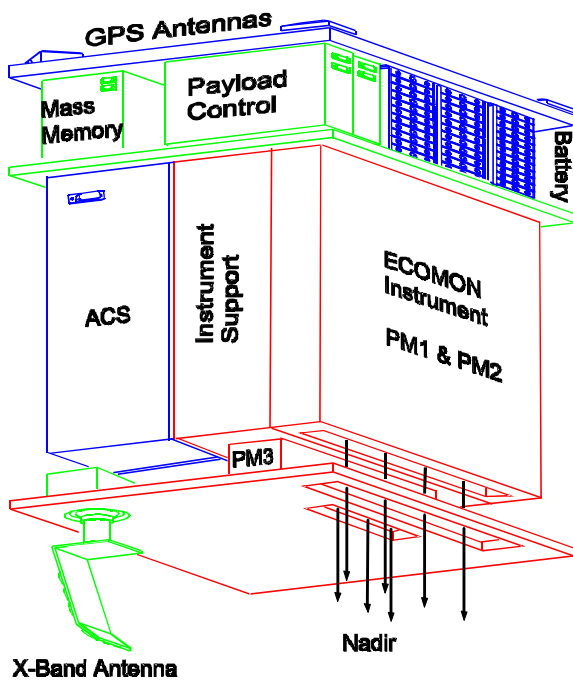 GPS Antennas
Mass
Memory
Payload
Control
Battery
ACS
Instrument
Support
ECOMON
Instrument
PM1 & PM2
PM3
Nadir
X-Band Antenna